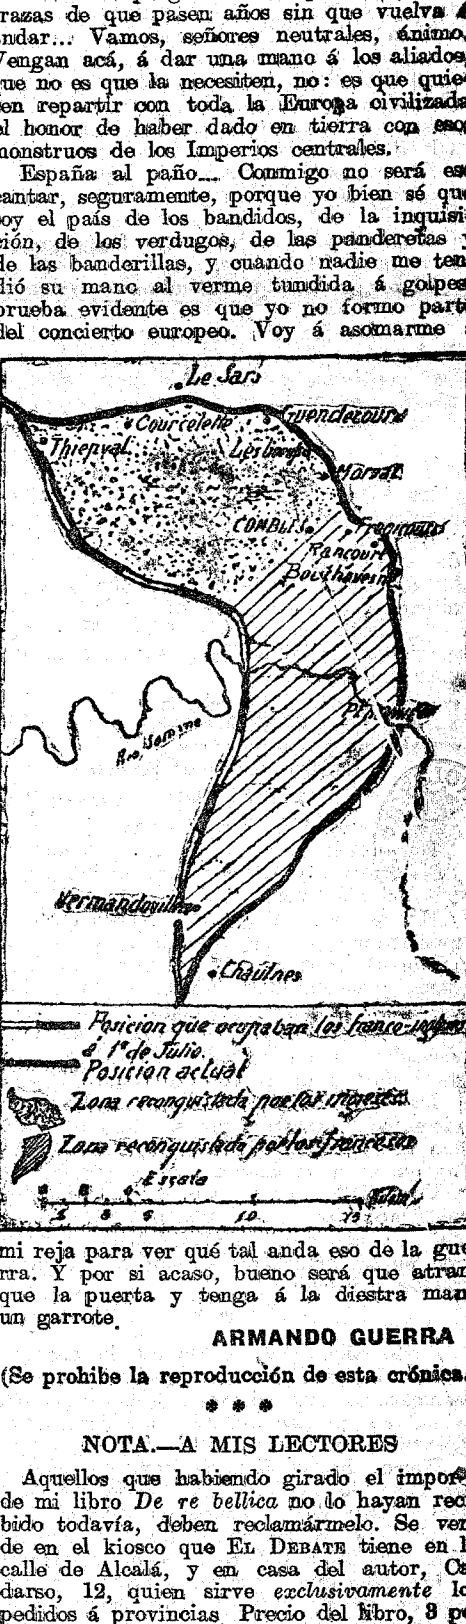 razas de que pasen años sin que vuelva á
andar... Vamos, señores neutrales, ánimo.
Vengan acá, á dar una mano á los aliados,
que no es que la necesiten, no: es que quie-
en repartir con toda la Europa civilizada
el honor de haber dado en tierra con esos
monstruos de los Imperios centrales."
España al paño... Conmigo no será ese
cantar, seguramente, porque yo bien sé que
soy el país de los bandidos, de la inquisi-
ción, de los verdugos, de las panderetas y
de las banderillas, y cuando nadie me ten-
dió su mano al verme tundida á golpes,
prueba evidente es que yo no formo parte
del concierto europeo. Voy á asomarme á
Le Sars
Courcelette
Guendecourt
Thiepval
Lesboeufs
Morval
COMBLES
Fregicourt
Rancourt
Bouchavesnes
Rio Somme
Vermandovillers
Chaulnes
Posicion que ocupaban los franco-ingleses
á 1º de Julio.
Posicion actual
Zona reconquistada por los ingleses
Zona reconquistada por los franceses
Escala
10
mi reja para ver qué tal anda eso de la gue-
rra. Y por si acaso, bueno será que atran-
que la puerta y tenga á la diestra mano
un garrote.
ARMANDO GUERRA
(Se prohibe la reproducción de esta crónica.
* * *
NOTA.—A MIS LECTORES
Aquellos que habiendo girado el importe
de mi libro De re bellica no lo hayan reci-
bido todavía, deben reclamármelo. Se ven-
de en el kiosco que EL DEBATE tiene en la
calle de Alcalá, y en casa del autor,
darso, 12, quien sirve exclusivamente los
pedidos á provincias Precio del libro, 3